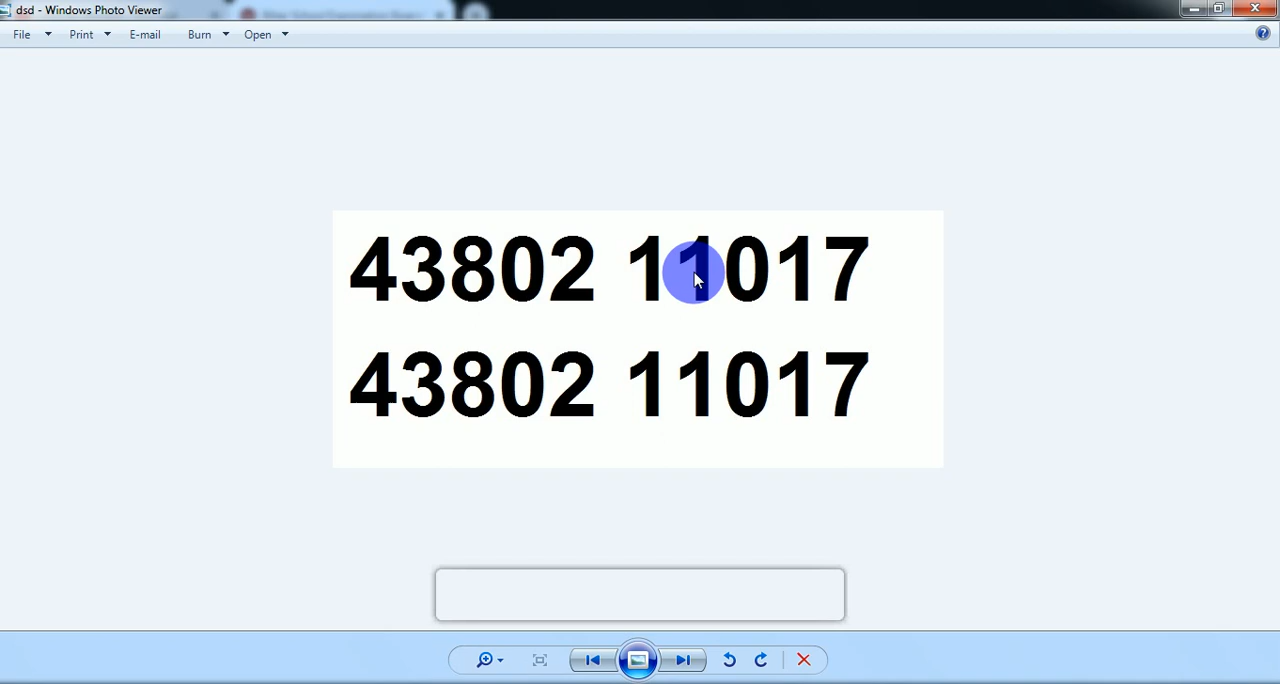 dsd - Windows Photo Viewer
File Print E-mail Burn Open
43802 11017
43802 11017